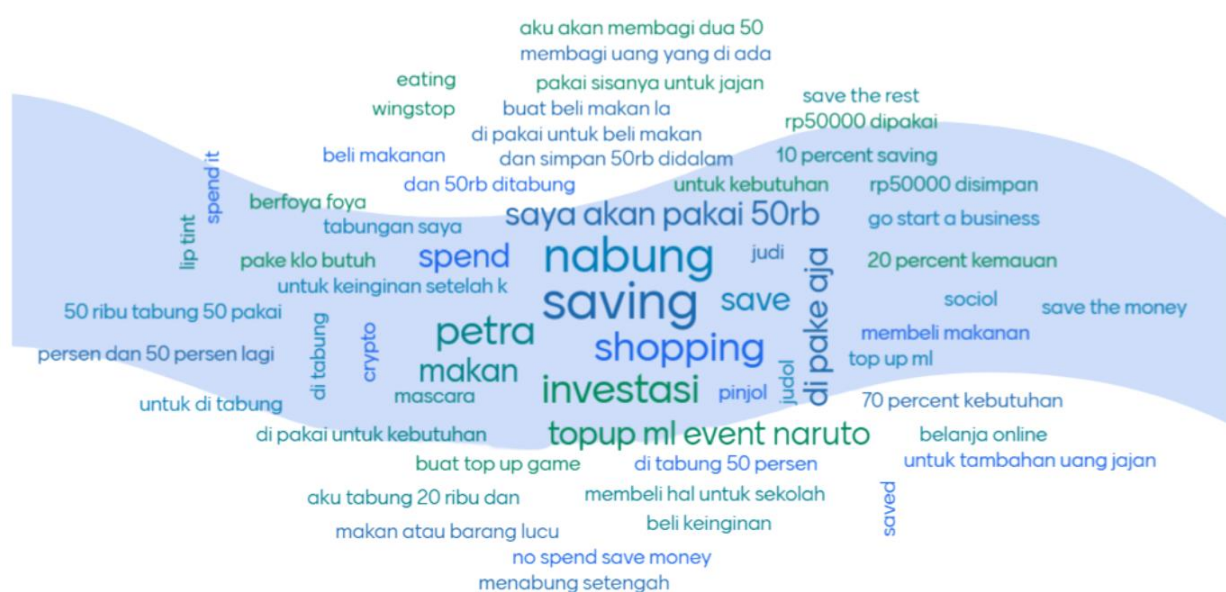 aku akan membagi dua 50
membagi uang yang di ada
eating
pakai sisanya untuk jajan
save the rest
wingstop
buat beli makan la
rp50000 dipakai
di pakai untuk beli makan
beli makanan
dan simpan 50rb didalam
10 percent saving
spend it
dan 50rb ditabung
untuk kebutuhan
rp50000 disimpan
berfoya foya
saya akan pakai 50rb
go start a business
tabungan saya
lip tint
pake klo butuh
spend
nabung
judi
di pake aja
20 percent kemauan
untuk keinginan setelah k
saving
save
sociol
save the money
50 ribu tabung 50 pakai
petra
shopping
membeli makanan
persen dan 50 persen lagi
di tabung
crypto
makan
top up ml
mascara
investasi
pinjol
judol
70 percent kebutuhan
untuk di tabung
di pakai untuk kebutuhan
topup ml event naruto
belanja online
buat top up game
di tabung 50 persen
untuk tambahan uang jajan
aku tabung 20 ribu dan
membeli hal untuk sekolah
saved
makan atau barang lucu
beli keinginan
no spend save money
menabung setengah